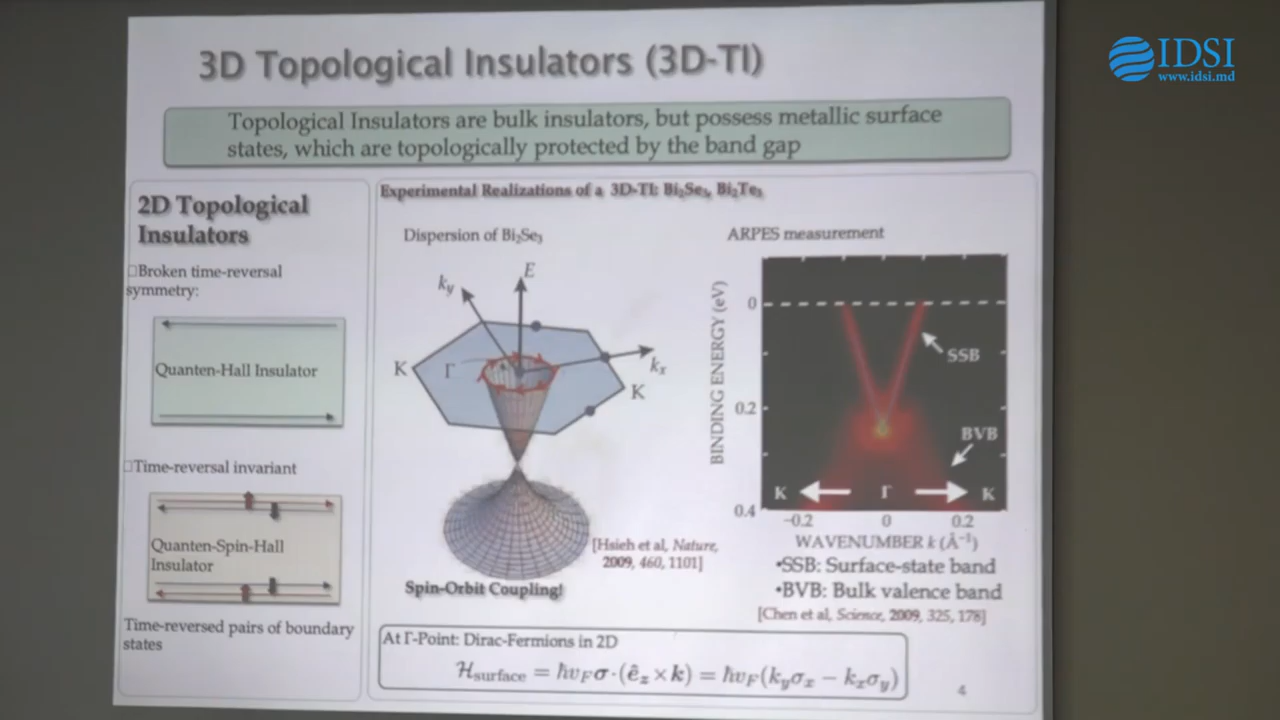 IDSI
www.idsi.md
3D Topological Insulators (3D-TI)
Topological Insulators are bulk insulators, but possess metallic surface
states, which are topologically protected by the band gap
2D Topological
Insulators
□Broken time-reversal
symmetry:
Quanten-Hall Insulator
□Time-reversal invariant
Quanten-Spin-Hall
Insulator
Time-reversed pairs of boundary
states
Experimental Realizations of a 3D-TI: Bi₂Se₃, Bi₂Te₃
Dispersion of Bi₂Se₃
E
k_y
K
Γ
k_x
K
[Hsieh et al, Nature,
2009, 460, 1101]
Spin-Orbit Coupling!
ARPES measurement
BINDING ENERGY (eV)
0
0.2
0.4
SSB
BVB
K Γ K
−0.2 0 0.2
WAVENUMBER k (Å⁻¹)
•SSB: Surface-state band
•BVB: Bulk valence band
[Chen et al, Science, 2009, 325, 178]
At Γ-Point: Dirac-Fermions in 2D
ℋ_surface = ħv_F σ·(ê_z × k) = ħv_F(k_yσ_x − k_xσ_y)
4